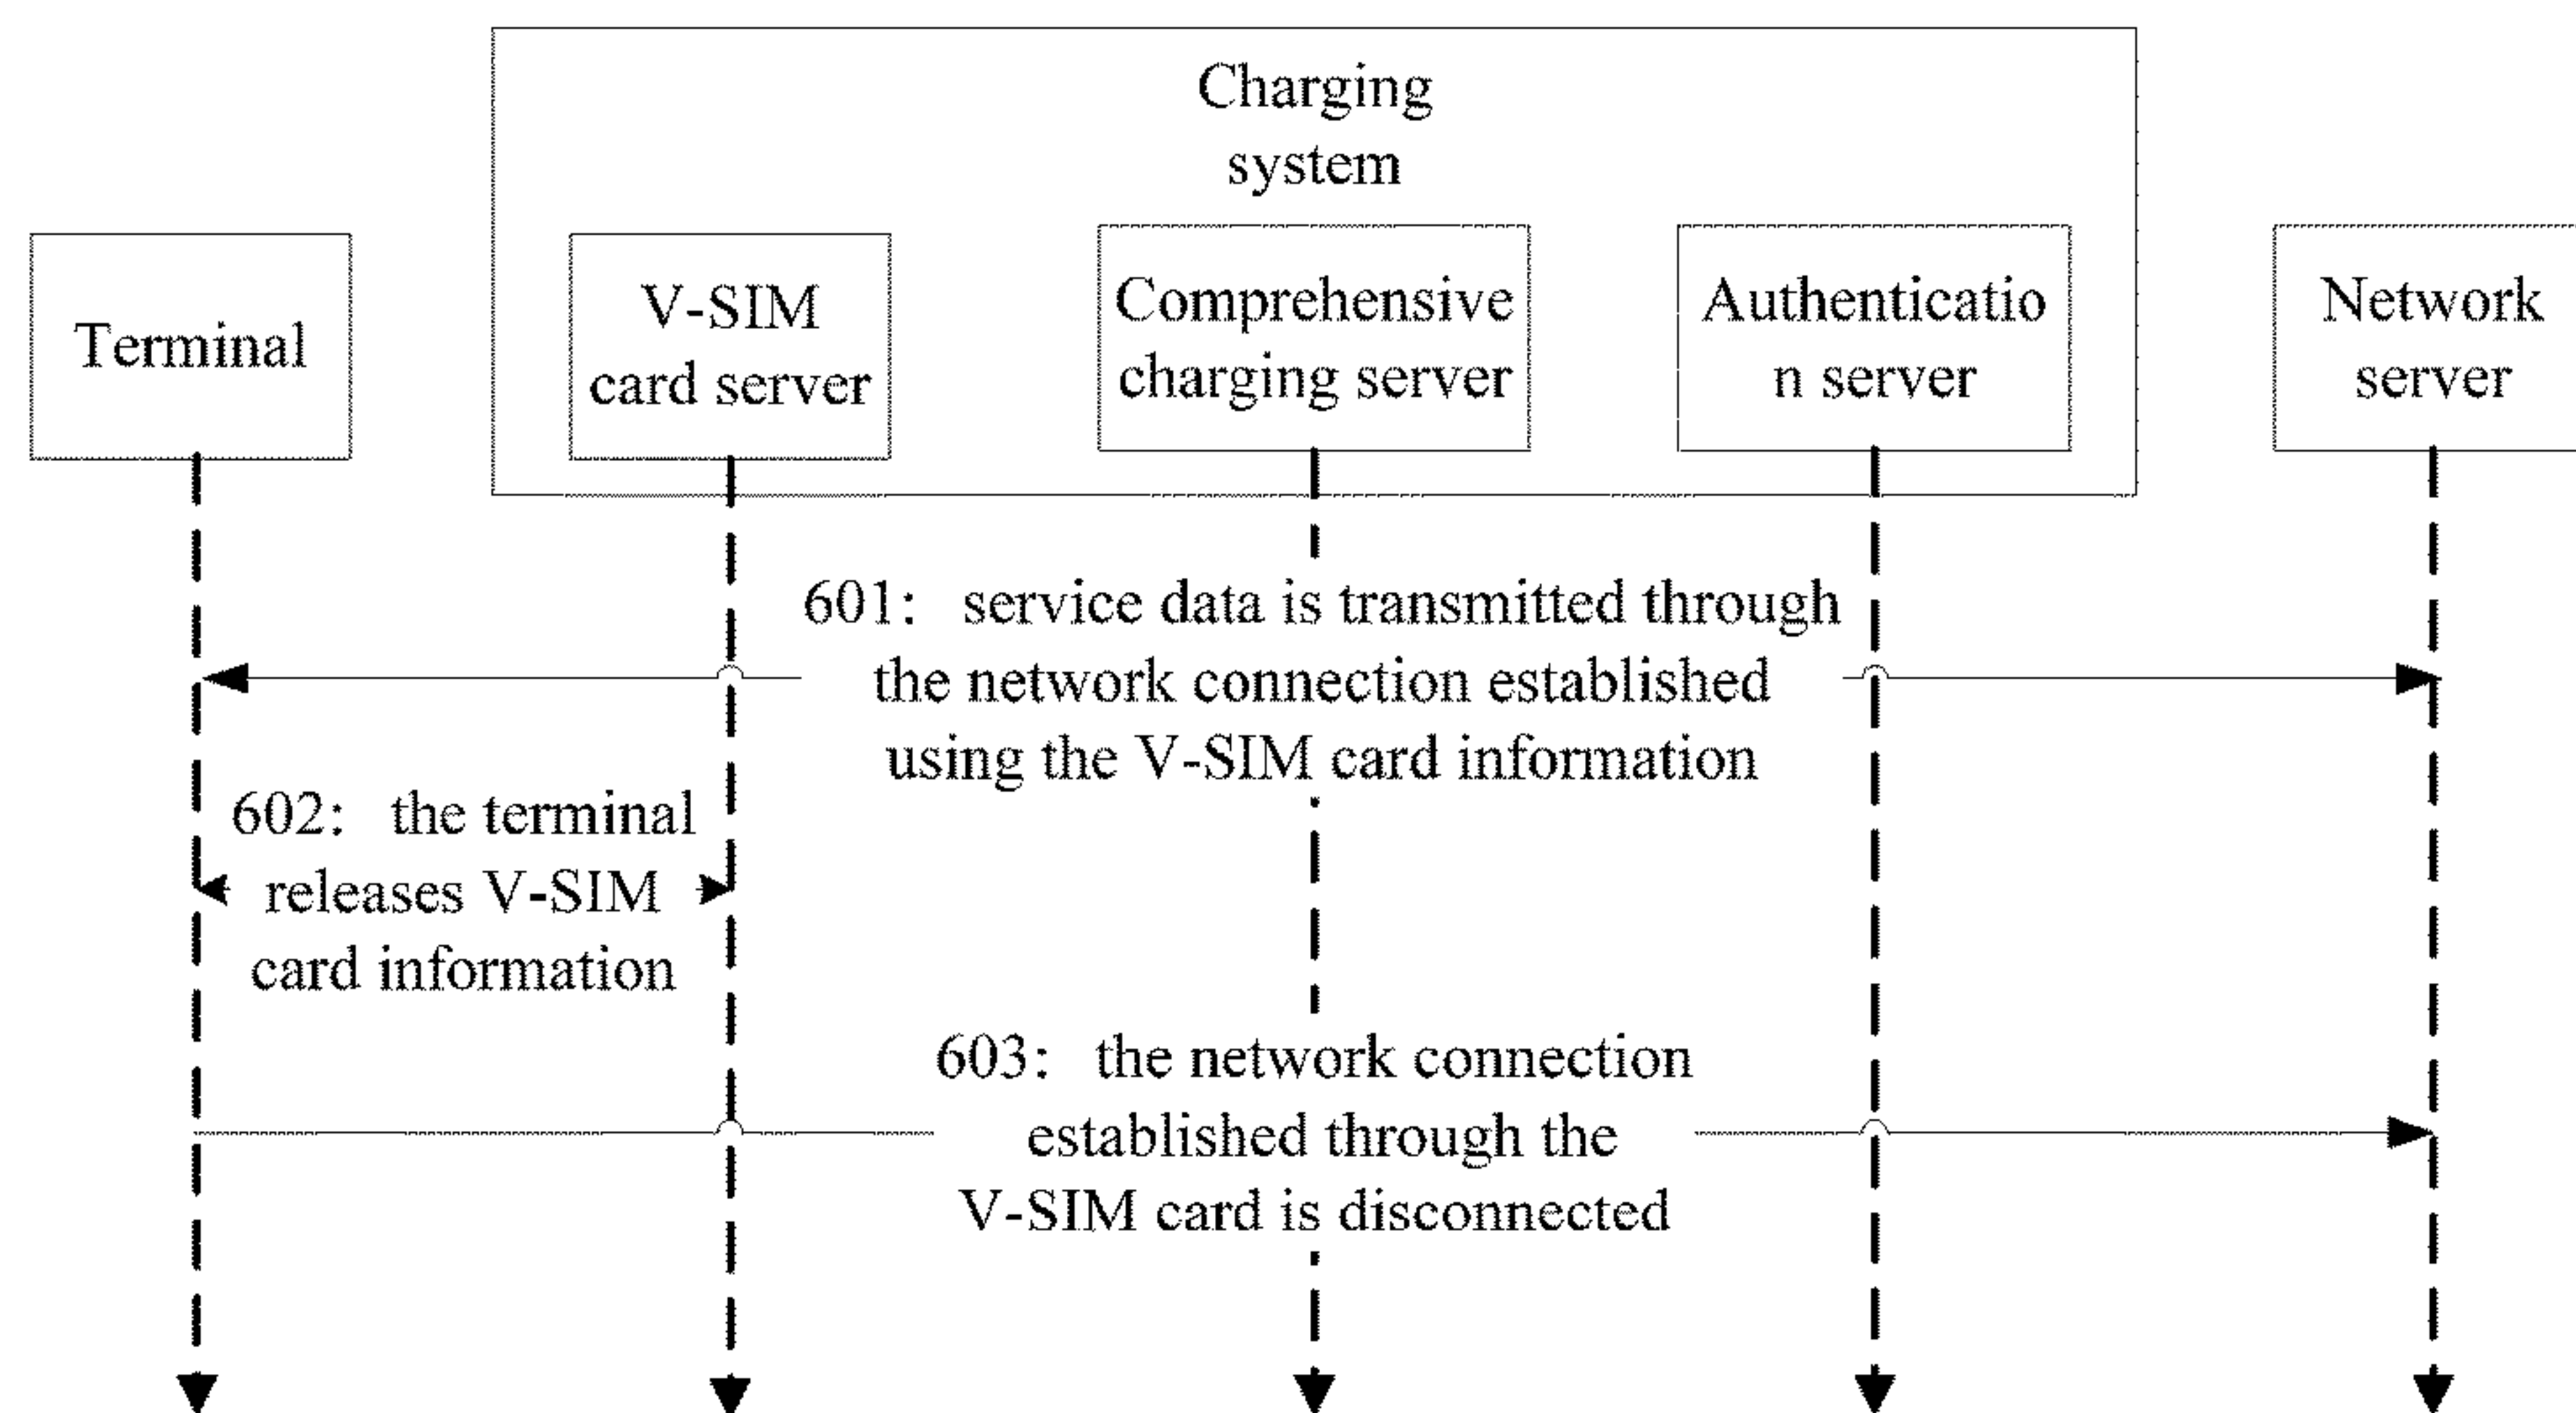 Charging
system
Terminal
V-SIM
card server
Comprehensive
charging server
Authenticatio
n server
Network
server
601: service data is transmitted through
the network connection established
using the V-SIM card information
602: the terminal
releases V-SIM
card information
603: the network connection
established through the
V-SIM card is disconnected